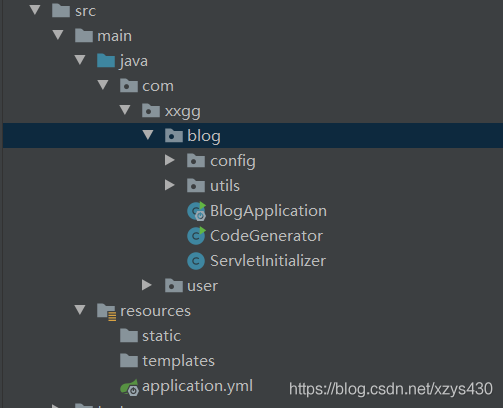 src
main
java
com
xxgg
blog
config
utils
BlogApplication
CodeGenerator
ServletInitializer
user
resources
static
templates
application.yml
https://blog.csdn.net/xzys430